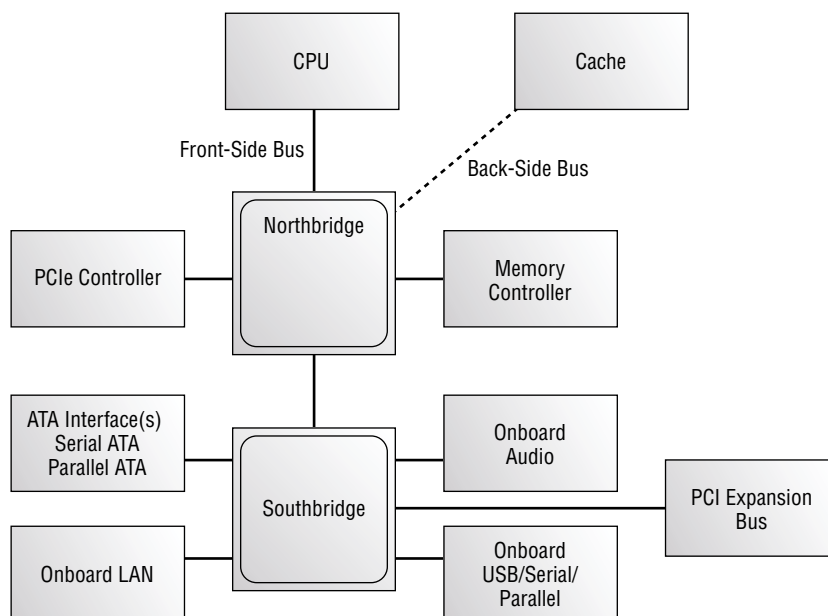 CPU
Cache
Front-Side Bus
Back-Side Bus
Northbridge
PCIe Controller
Memory
Controller
ATA Interface(s)
Serial ATA
Parallel ATA
Onboard
Audio
Southbridge
PCI Expansion
Bus
Onboard LAN
Onboard
USB/Serial/
Parallel